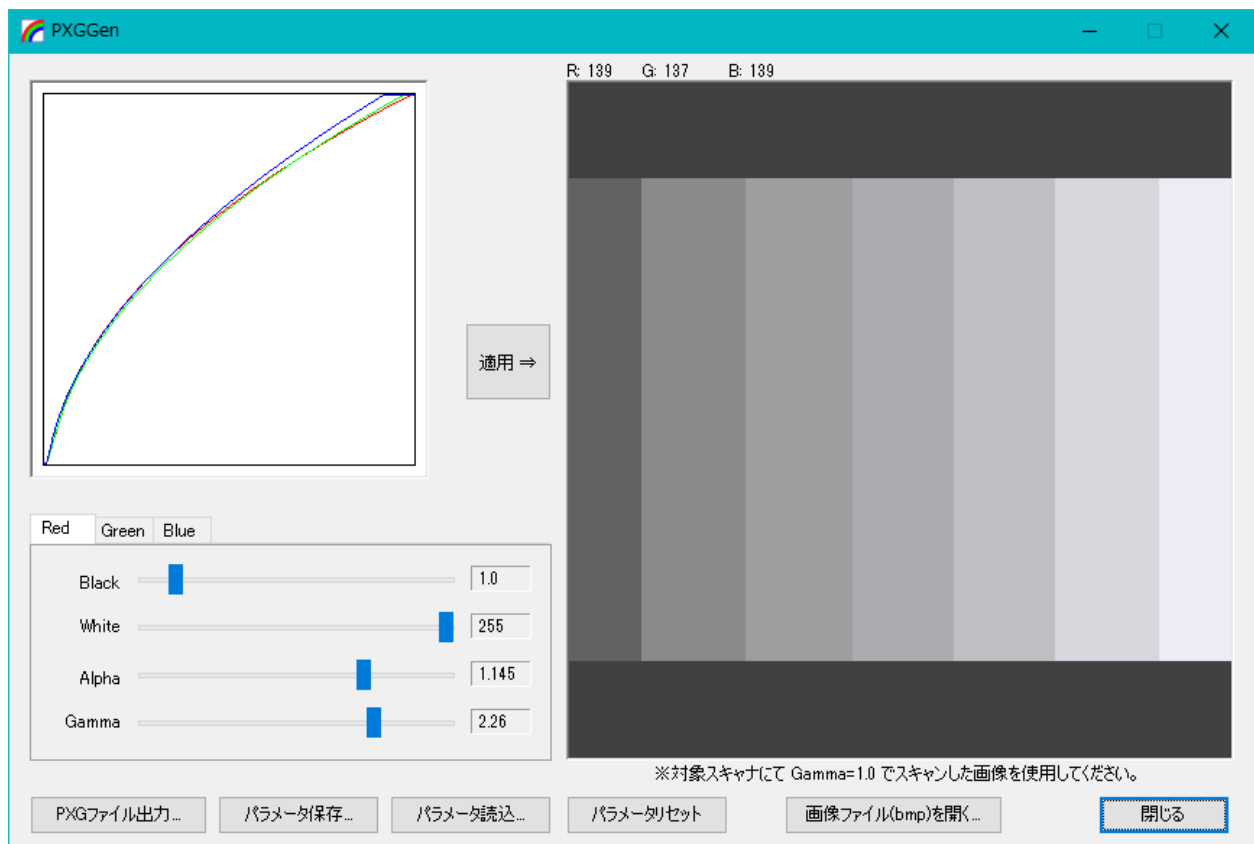 PXGGen
R: 139 G: 137 B: 139
適用 ⇒
Red Green Blue
Black 1.0
White 255
Alpha 1.145
Gamma 2.26
※対象スキャナにて Gamma=1.0 でスキャンした画像を使用してください。
PXGファイル出力... パラメータ保存... パラメータ読込... パラメータリセット 画像ファイル(bmp)を開く... 閉じる